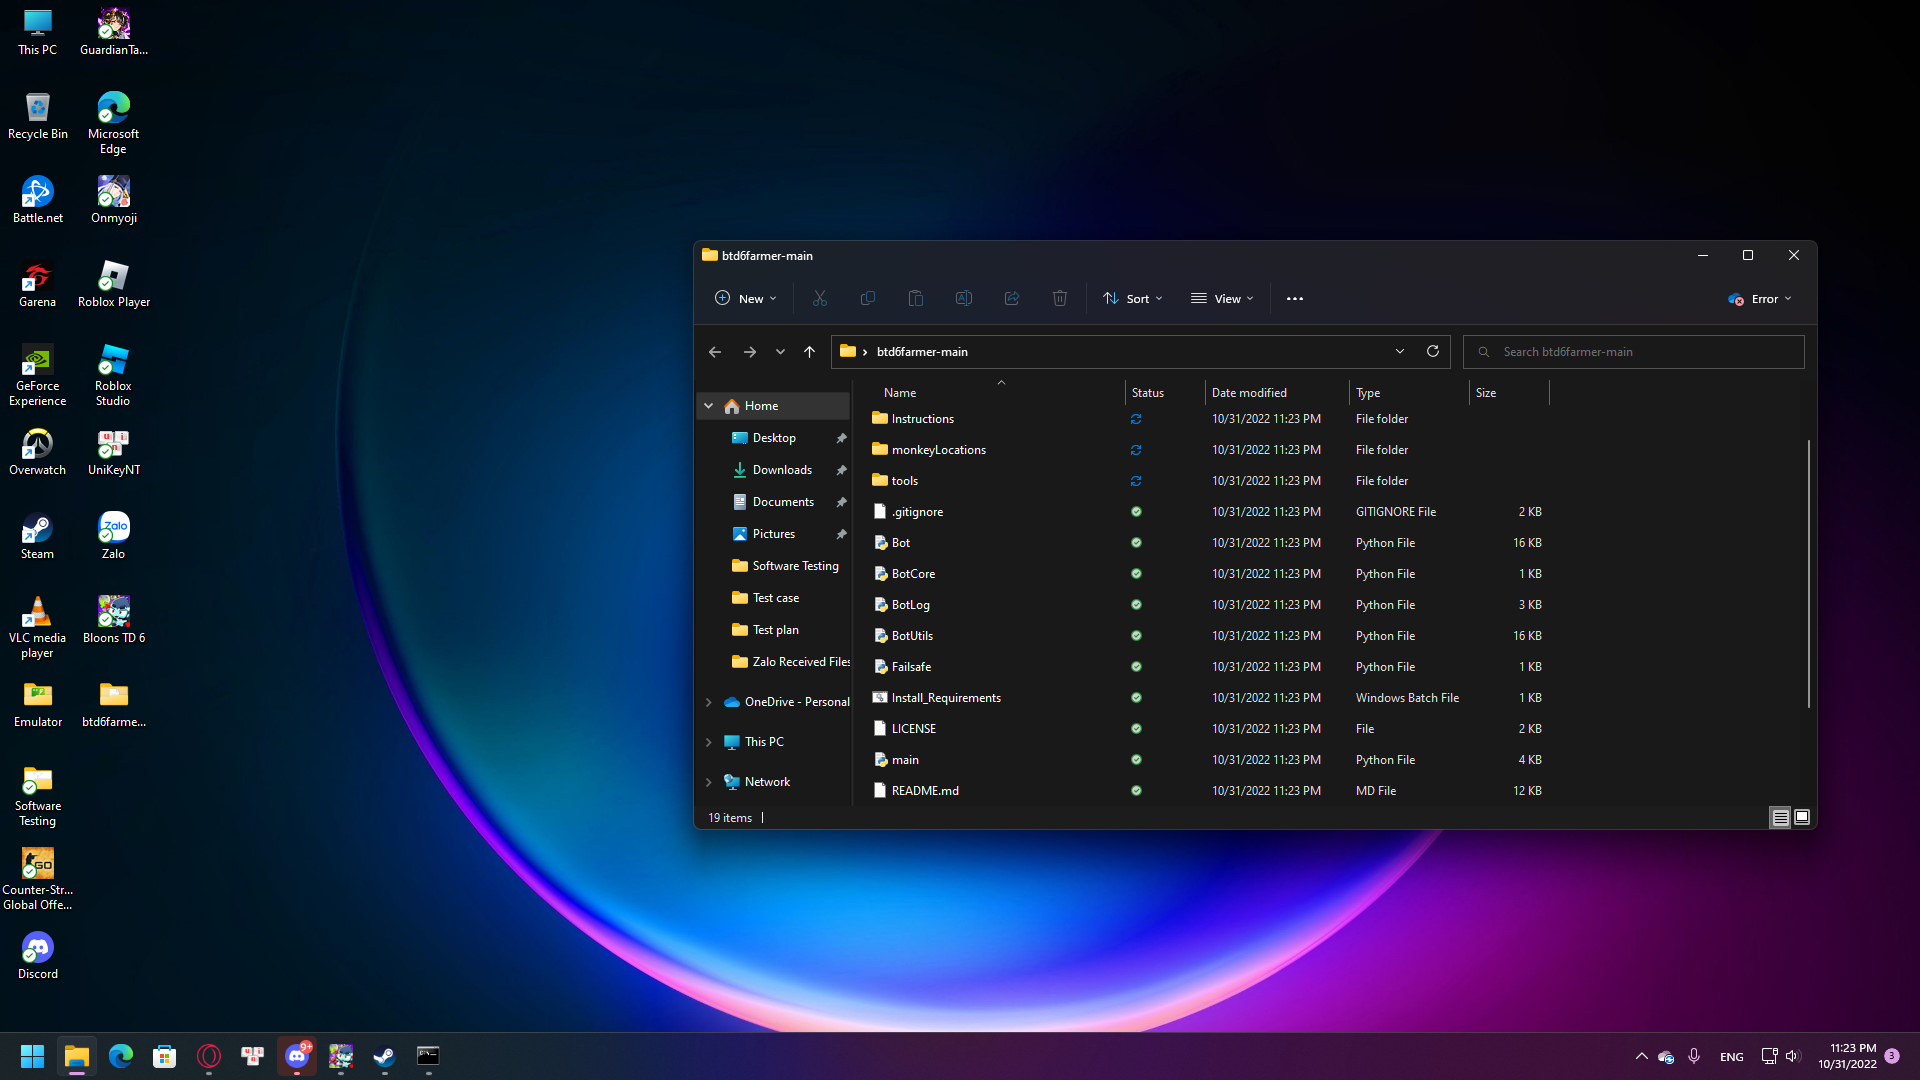 This PC
GuardianTa...
Recycle Bin
Microsoft
Edge
Battle.net
Onmyoji
Garena
Roblox Player
GeForce
Experience
Roblox
Studio
Overwatch
UniKeyNT
Steam
Zalo
Zalo
VLC media
player
Bloons TD 6
Emulator
btd6farme...
Software
Testing
GO
Counter-Str...
Global Offe...
Discord
btd6farmer-main
New
Sort
View
Error
btd6farmer-main
Search btd6farmer-main
Home
Desktop
Downloads
Documents
Pictures
Software Testing
Test case
Test plan
Zalo Received Files
OneDrive - Personal
This PC
Network
Name Status Date modified Type Size
Instructions 10/31/2022 11:23 PM File folder
monkeyLocations 10/31/2022 11:23 PM File folder
tools 10/31/2022 11:23 PM File folder
.gitignore 10/31/2022 11:23 PM GITIGNORE File 2 KB
Bot 10/31/2022 11:23 PM Python File 16 KB
BotCore 10/31/2022 11:23 PM Python File 1 KB
BotLog 10/31/2022 11:23 PM Python File 3 KB
BotUtils 10/31/2022 11:23 PM Python File 16 KB
Failsafe 10/31/2022 11:23 PM Python File 1 KB
Install_Requirements 10/31/2022 11:23 PM Windows Batch File 1 KB
LICENSE 10/31/2022 11:23 PM File 2 KB
main 10/31/2022 11:23 PM Python File 4 KB
README.md 10/31/2022 11:23 PM MD File 12 KB
19 items
9+
ENG
11:23 PM
10/31/2022
3